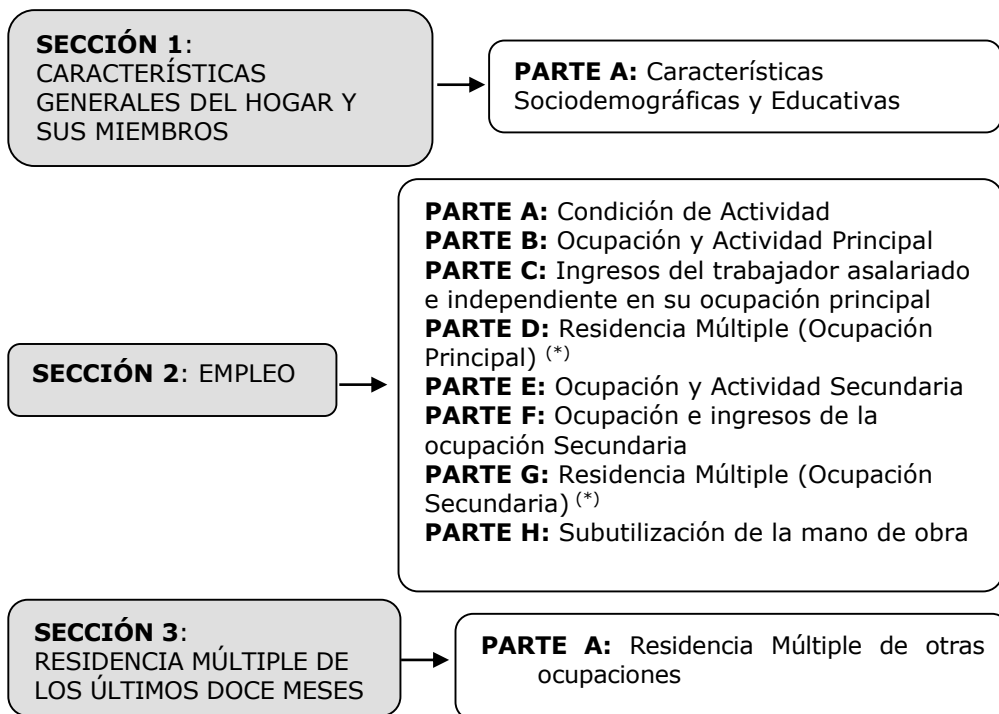 SECCIÓN 1:
CARACTERÍSTICAS
GENERALES DEL HOGAR Y
SUS MIEMBROS
PARTE A: Características
Sociodemográficas y Educativas
SECCIÓN 2: EMPLEO
PARTE A: Condición de Actividad
PARTE B: Ocupación y Actividad Principal
PARTE C: Ingresos del trabajador asalariado
e independiente en su ocupación principal
PARTE D: Residencia Múltiple (Ocupación
Principal) (*)
PARTE E: Ocupación y Actividad Secundaria
PARTE F: Ocupación e ingresos de la
ocupación Secundaria
PARTE G: Residencia Múltiple (Ocupación
Secundaria) (*)
PARTE H: Subutilización de la mano de obra
SECCIÓN 3:
RESIDENCIA MÚLTIPLE DE
LOS ÚLTIMOS DOCE MESES
PARTE A: Residencia Múltiple de otras
ocupaciones